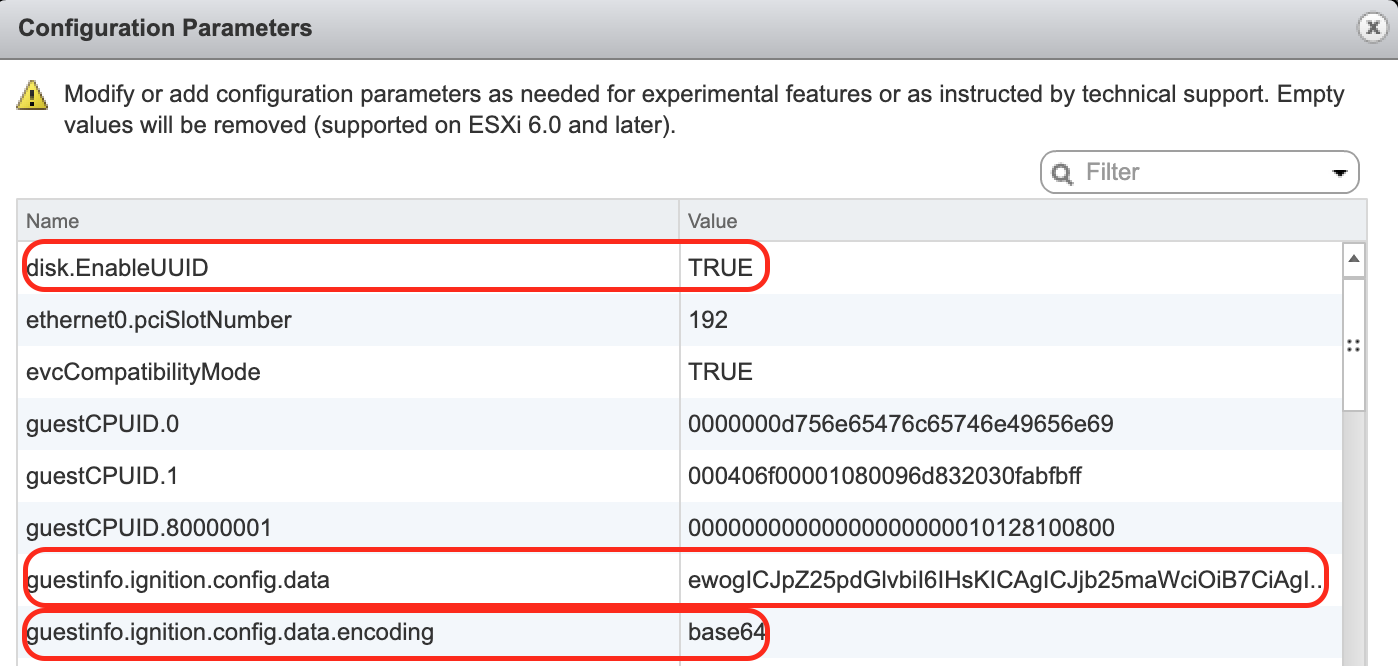 Configuration Parameters
Modify or add configuration parameters as needed for experimental features or as instructed by technical support. Empty
values will be removed (supported on ESXi 6.0 and later).
Filter
Name Value
disk.EnableUUID TRUE
ethernet0.pciSlotNumber 192
evcCompatibilityMode TRUE
guestCPUID.0 0000000d756e65476c65746e49656e69
guestCPUID.1 000406f00001080096d832030fabfbff
guestCPUID.80000001 00000000000000000000010128100800
guestinfo.ignition.config.data ewogICJpZ25pdGlvbiI6IHsKICAgICJjb25maWciOiB7CiAgI..
guestinfo.ignition.config.data.encoding base64